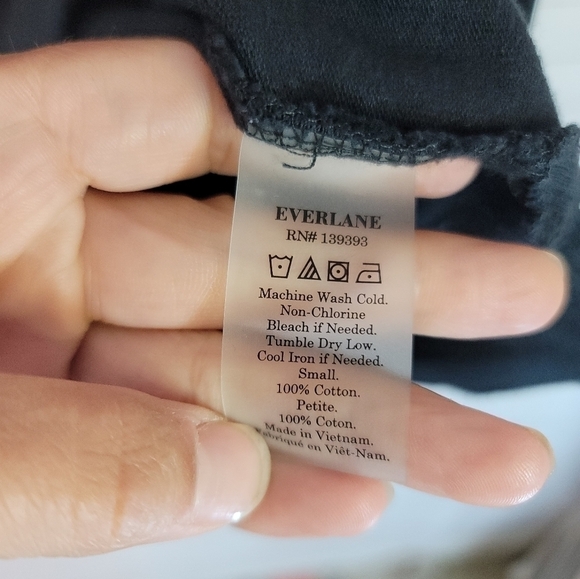 EVERLANE
RN# 139393
Machine Wash Cold.
Non-Chlorine
Bleach if Needed.
Tumble Dry Low.
Cool Iron if Needed.
Small.
100% Cotton.
Petite.
100% Coton.
Made in Vietnam.
Fabriqué en Viêt-Nam.